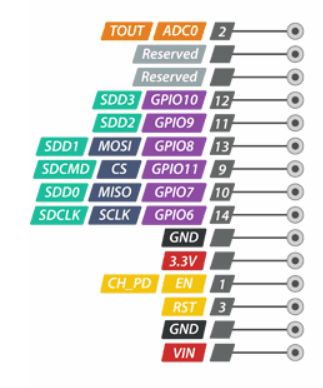 TOUT ADC0 2
Reserved
Reserved
SDD3 GPIO10 12
SDD2 GPIO9 11
SDD1 MOSI GPIO8 13
SDCMD CS GPIO11 9
SDD0 MISO GPIO7 10
SDCLK SCLK GPIO6 14
GND
3.3V
CH_PD EN 1
RST 3
GND
VIN